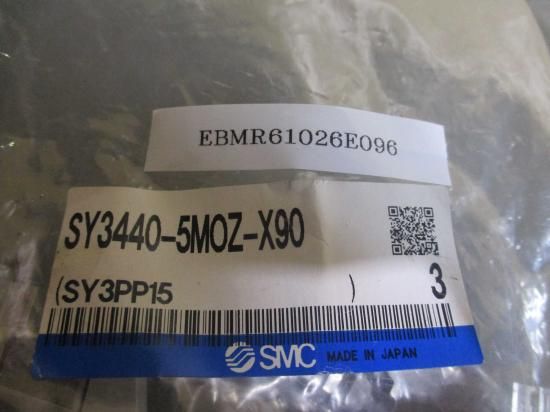 EBMR61026E096
SY3440-5MOZ-X90
(SY3PP15 ) 3
SMC MADE IN JAPAN